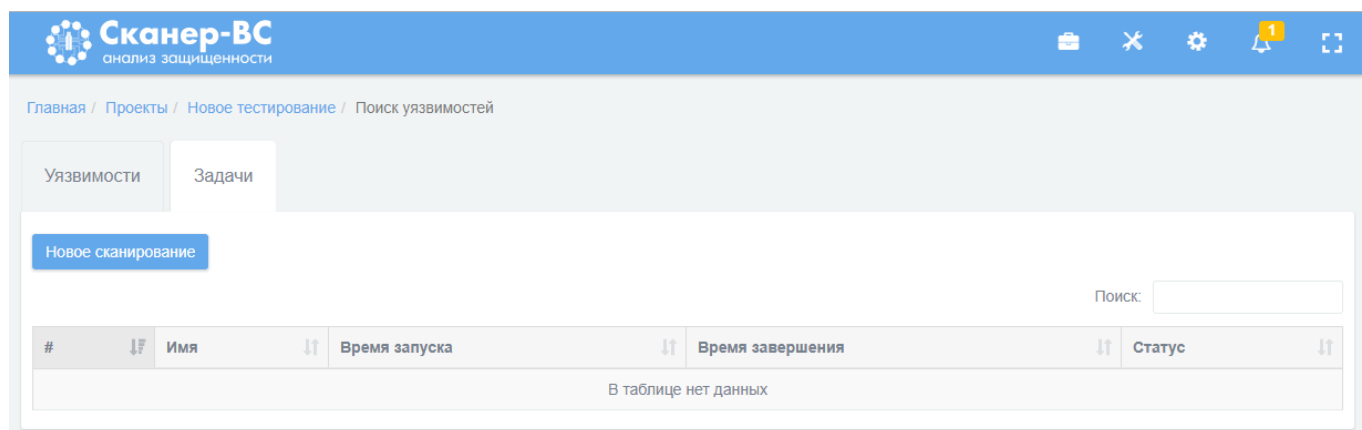 Сканер-ВС
анализ защищенности
1
Главная / Проекты / Новое тестирование / Поиск уязвимостей
Уязвимости Задачи
Новое сканирование
Поиск:
# Имя Время запуска Время завершения Статус
В таблице нет данных